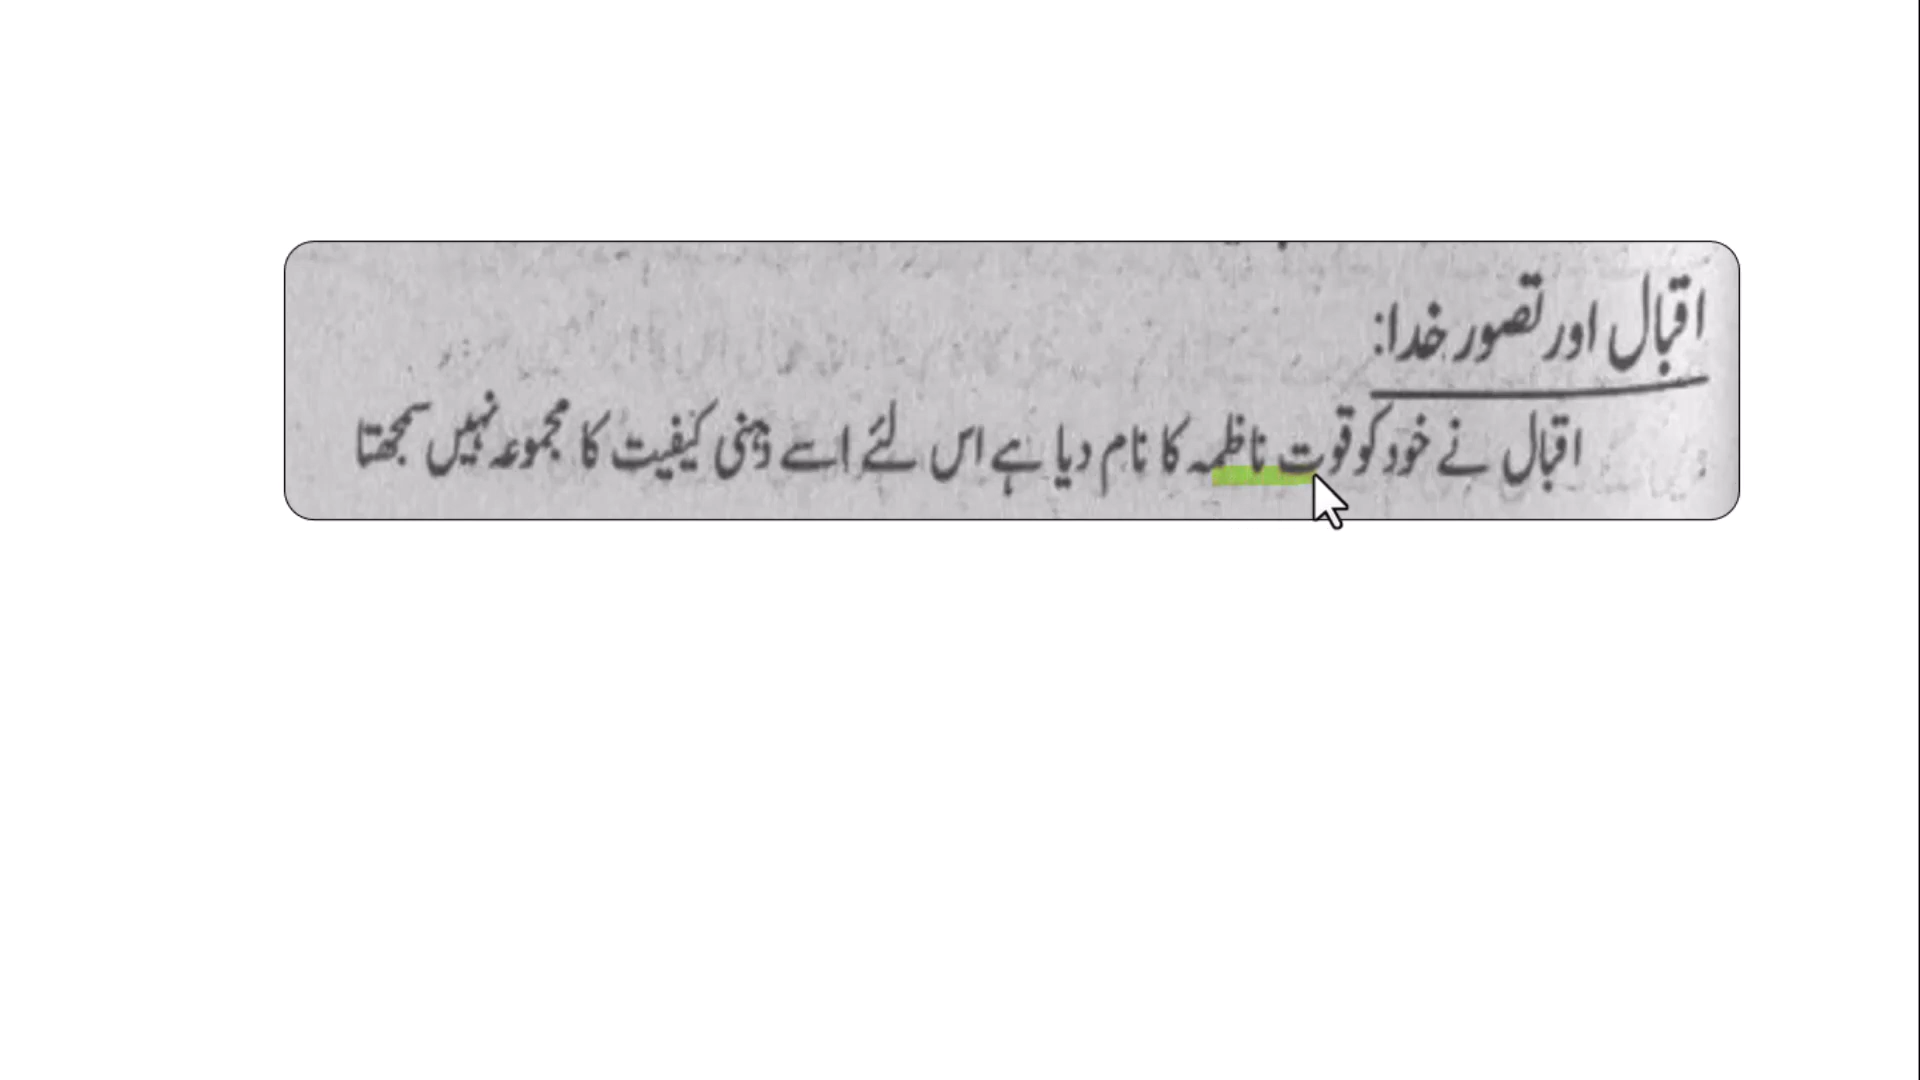 اقبال اور تصور خدا:
اقبال نے خود کو قوت ناظمہ کا نام دیا ہے اس لئے اسے ذہنی کیفیت کا مجموعہ نہیں سمجھتا